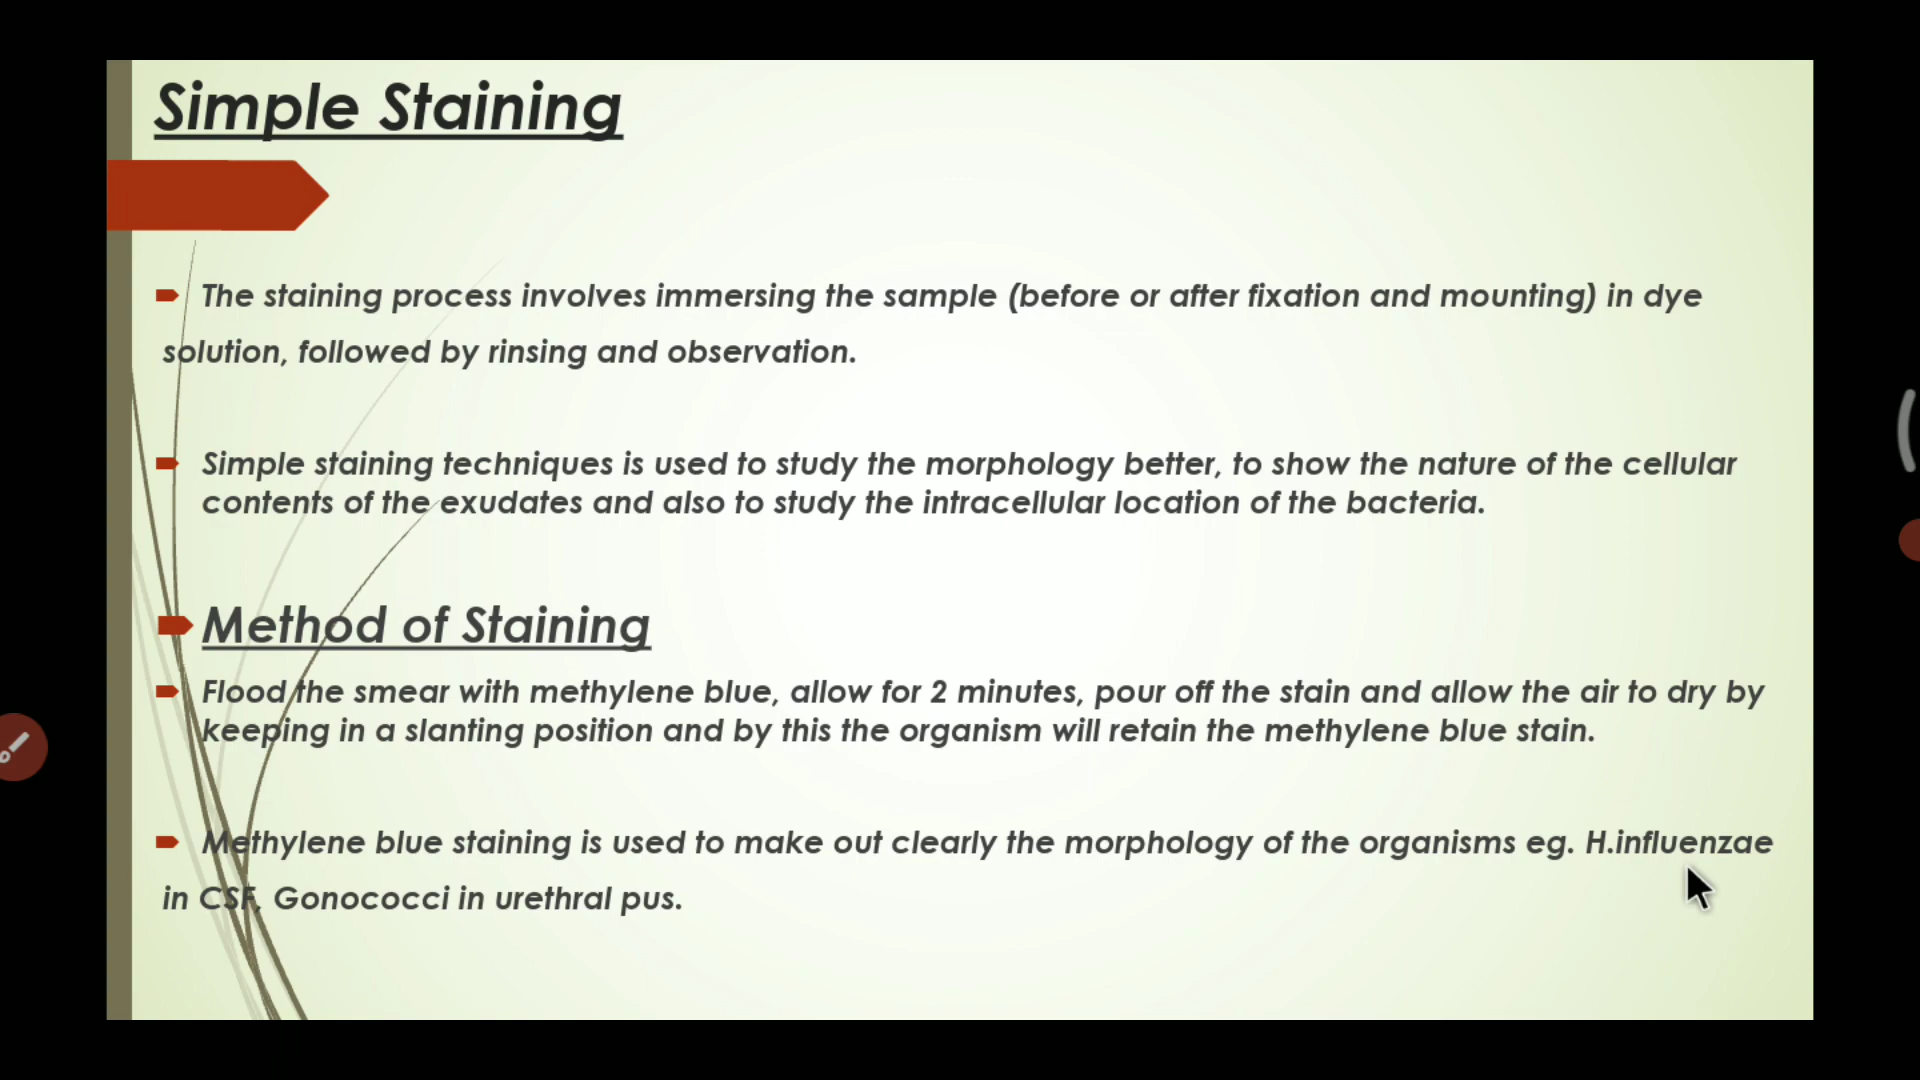 Simple Staining
The staining process involves immersing the sample (before or after fixation and mounting) in dye
solution, followed by rinsing and observation.
Simple staining techniques is used to study the morphology better, to show the nature of the cellular
contents of the exudates and also to study the intracellular location of the bacteria.
Method of Staining
Flood the smear with methylene blue, allow for 2 minutes, pour off the stain and allow the air to dry by
keeping in a slanting position and by this the organism will retain the methylene blue stain.
Methylene blue staining is used to make out clearly the morphology of the organisms eg. H.influenzae
in CSF, Gonococci in urethral pus.